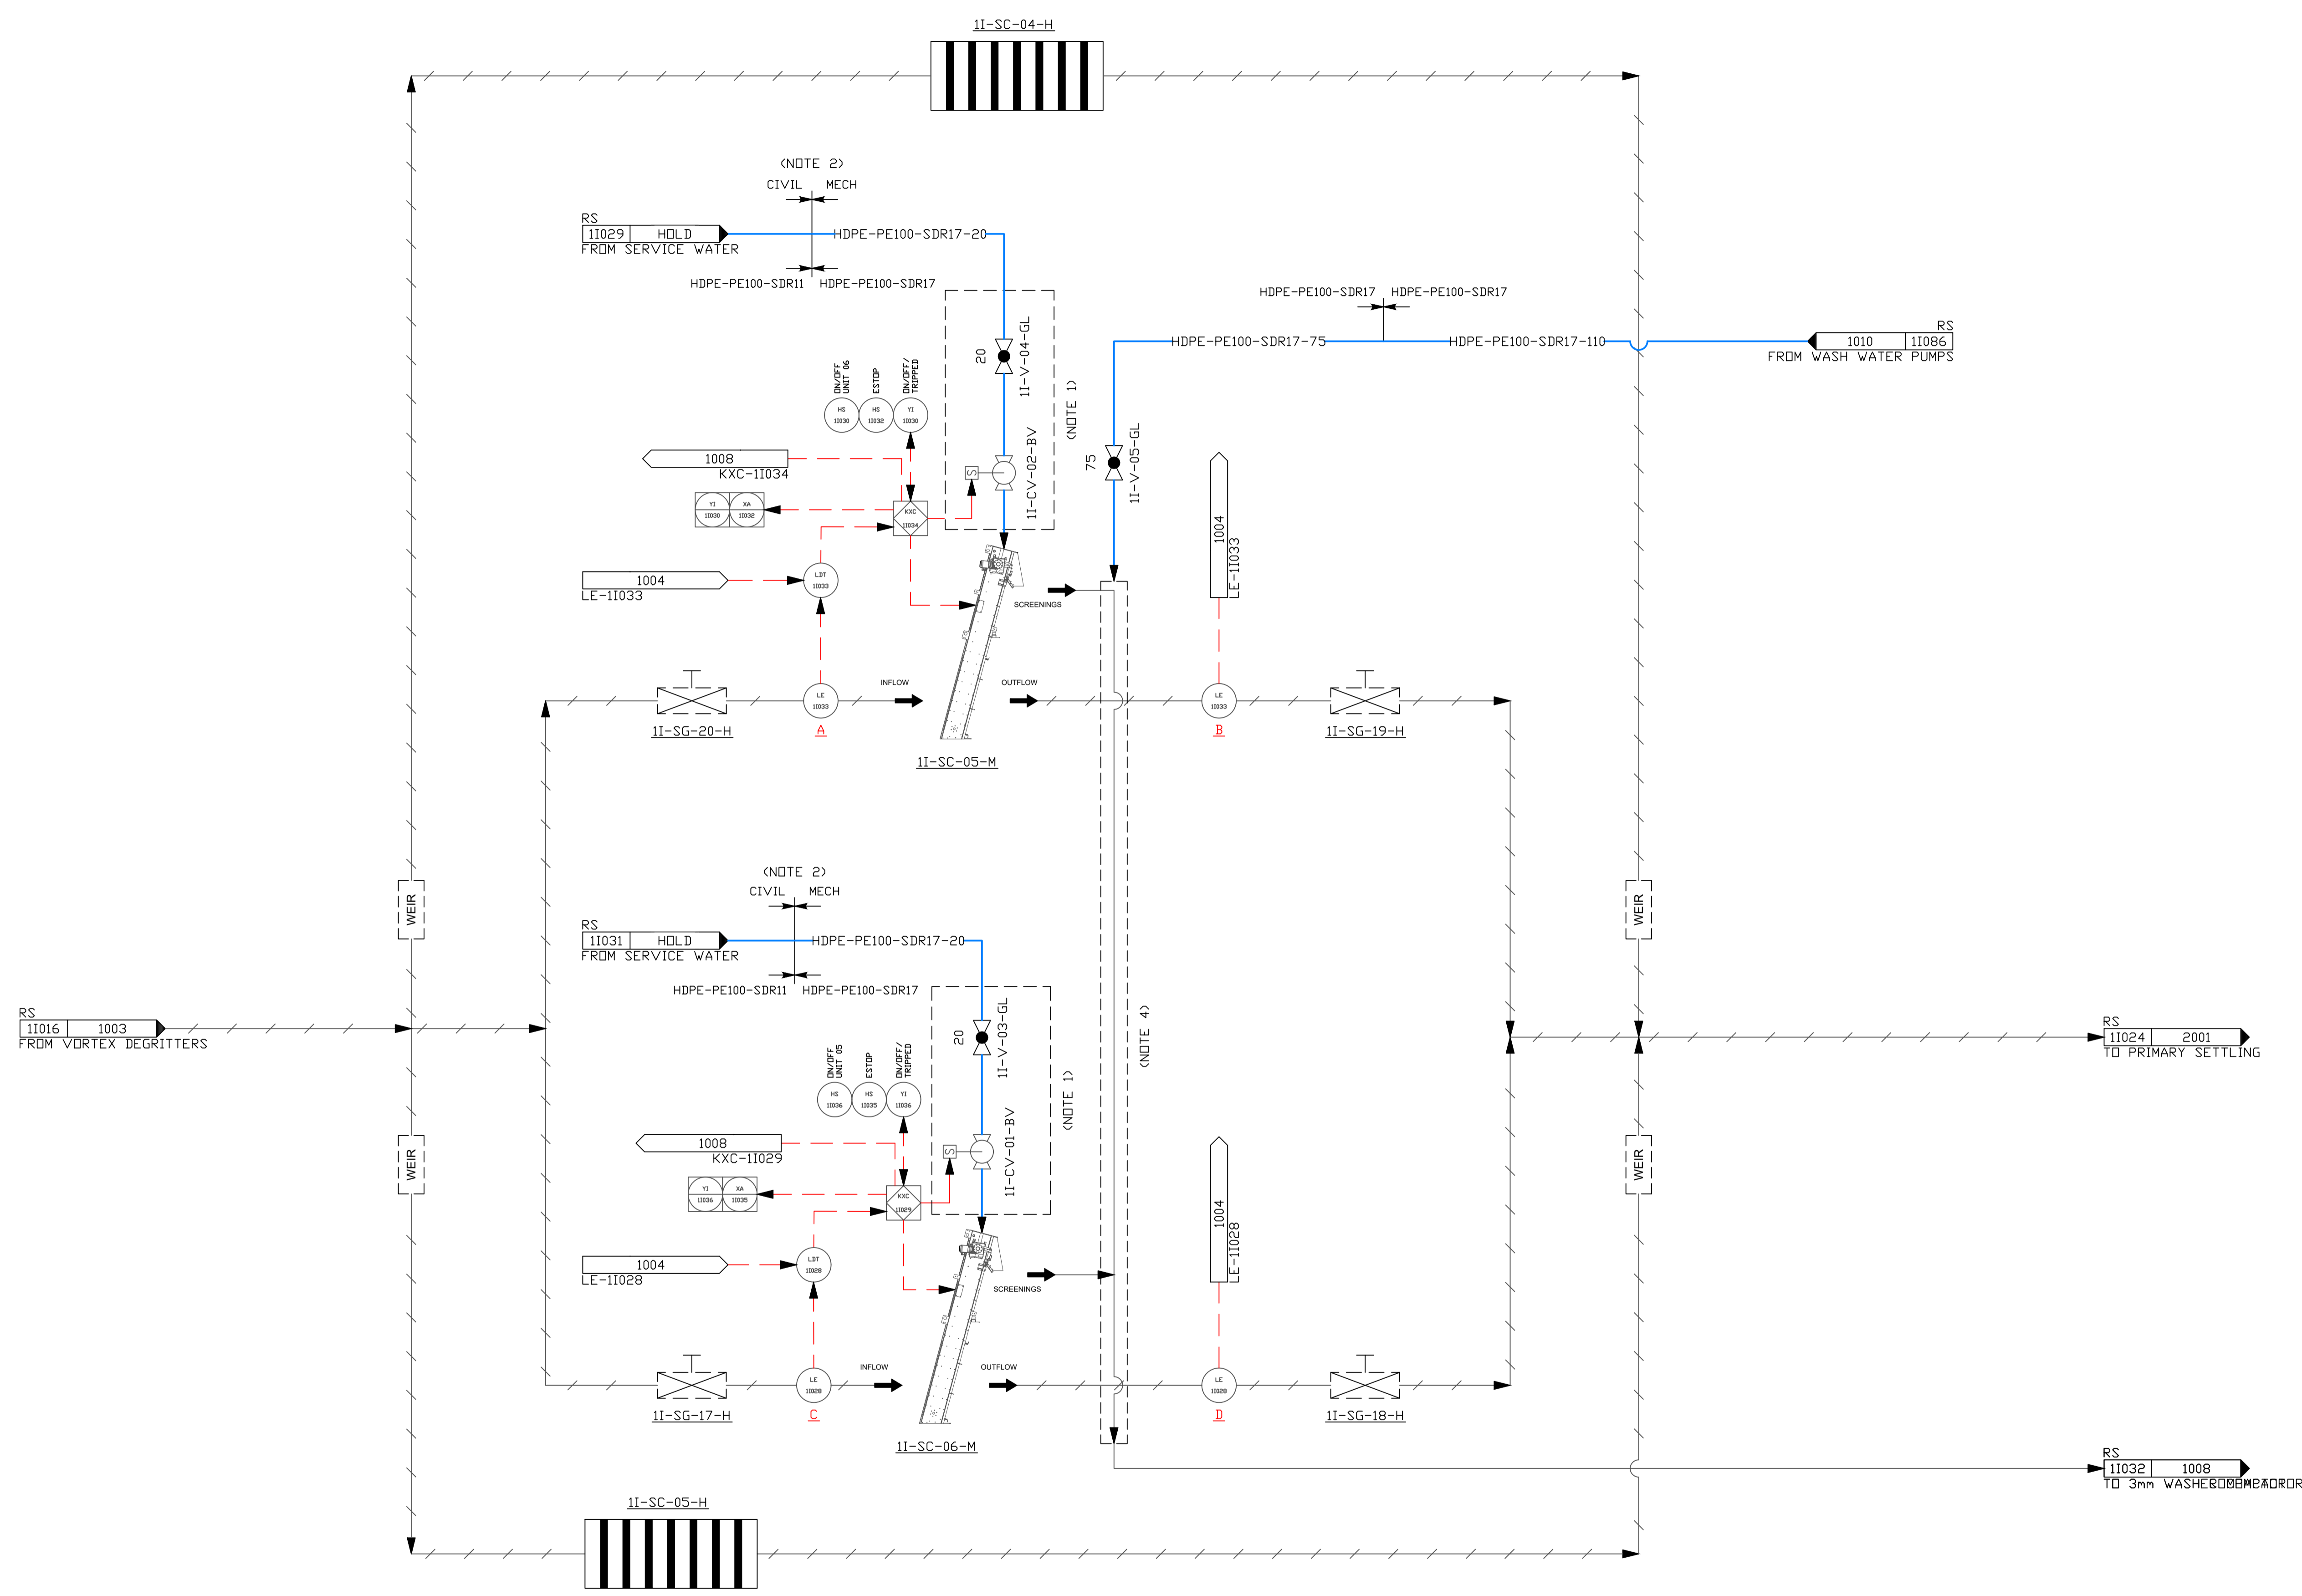 1I-SC-04-H
(NOTE 2)
CIVIL MECH
RS
1I029 HOLD
FROM SERVICE WATER
HDPE-PE100-SDR17-20
HDPE-PE100-SDR11 HDPE-PE100-SDR17
HDPE-PE100-SDR17 HDPE-PE100-SDR17
HDPE-PE100-SDR17-75
HDPE-PE100-SDR17-110
RS
1010 1I086
FROM WASH WATER PUMPS
20
1I-V-04-GL
(NOTE 1)
ON/OFF
UNIT 06
ESTOP
ON/OFF/
TRIPPED
HS
1I030
HS
1I032
YI
1I030
1I-CV-02-BV
S
75
1I-V-05-GL
1008
KXC-1I034
YI
1I030
XA
1I032
KXC
1I034
1004
LE-1I033
LDT
1I033
1004
LE-1I033
SCREENINGS
INFLOW
OUTFLOW
LE
1I033
A
LE
1I033
B
1I-SG-20-H
1I-SG-19-H
1I-SC-05-M
(NOTE 2)
CIVIL MECH
RS
1I031 HOLD
FROM SERVICE WATER
HDPE-PE100-SDR17-20
HDPE-PE100-SDR11 HDPE-PE100-SDR17
WEIR
WEIR
RS
1I016 1003
FROM VORTEX DEGRITTERS
RS
1I024 2001
TO PRIMARY SETTLING
20
1I-V-03-GL
(NOTE 1)
(NOTE 4)
ON/OFF
UNIT 05
ESTOP
ON/OFF/
TRIPPED
HS
1I036
HS
1I035
YI
1I036
1I-CV-01-BV
S
1008
KXC-1I029
WEIR
WEIR
YI
1I036
XA
1I035
KXC
1I029
1004
LE-1I028
LDT
1I028
1004
LE-1I028
SCREENINGS
INFLOW
OUTFLOW
LE
1I028
C
LE
1I028
D
1I-SG-17-H
1I-SG-18-H
1I-SC-06-M
RS
1I032 1008
TO 3mm WASHER
1I-SC-05-H